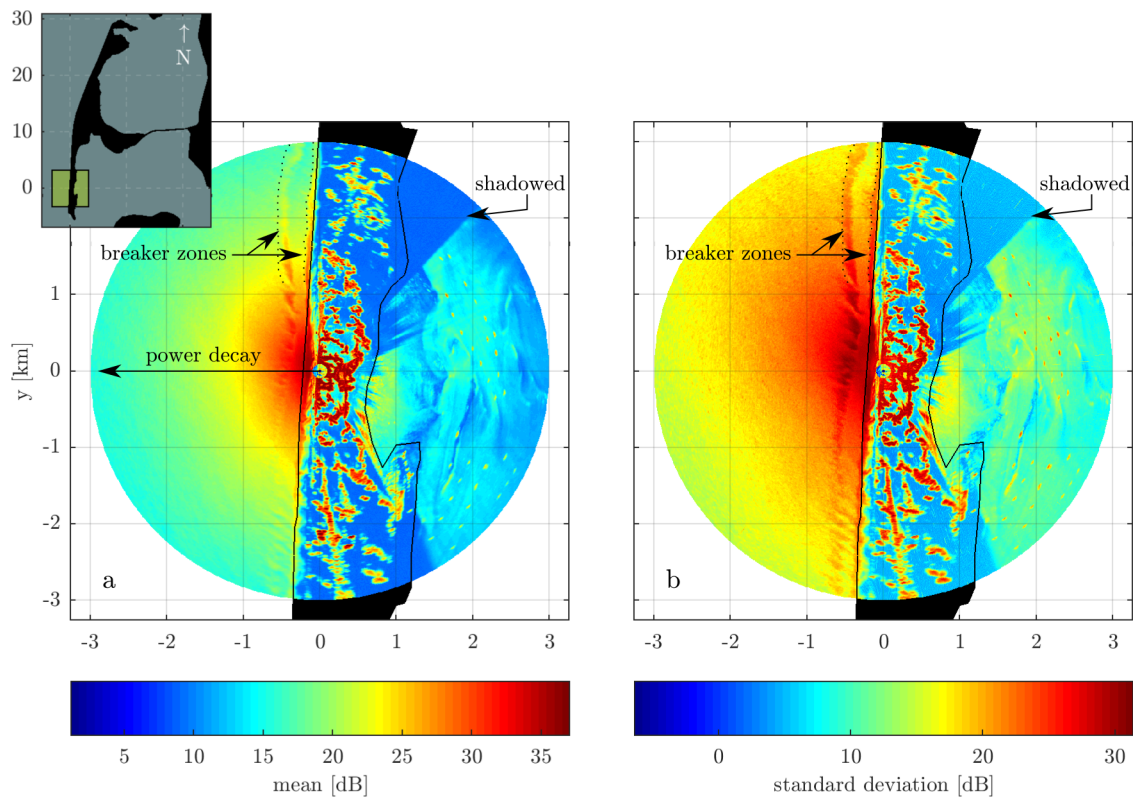 30
20
10
0
↑
N
shadowed
shadowed
breaker zones
breaker zones
1
0
-1
-2
-3
y [km]
power decay
a
b
-3 -2 -1 0 1 2 3
-3 -2 -1 0 1 2 3
5 10 15 20 25 30 35
0 10 20 30
mean [dB]
standard deviation [dB]